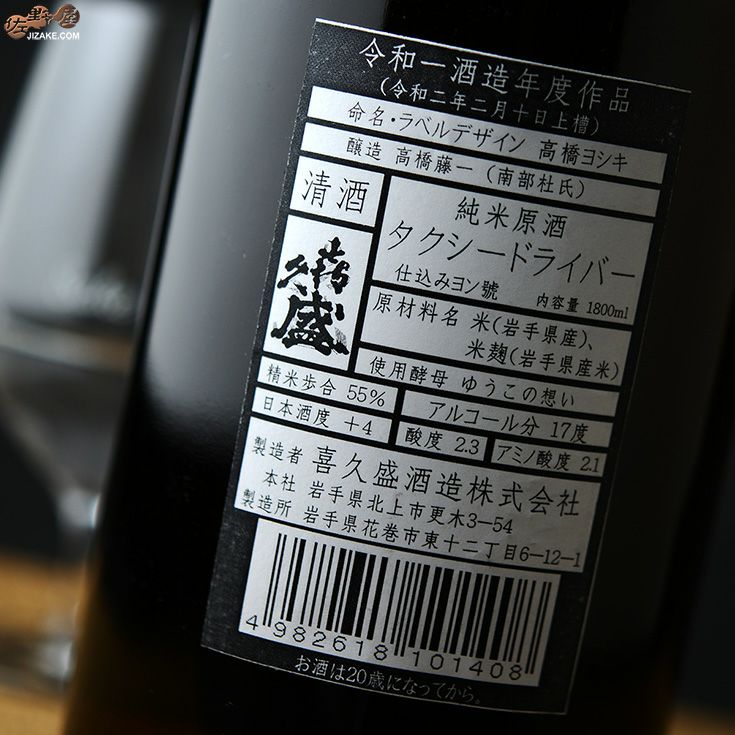 佐野屋
JIZAKE.COM
令和一酒造年度作品
(令和二年二月十日上槽)
命名・ラベルデザイン 高橋ヨシキ
醸造 高橋藤一(南部杜氏)
清酒
喜久盛
純米原酒
タクシードライバー
仕込みヨン號 内容量 1800ml
原材料名 米(岩手県産)、
米麹(岩手県産米)
使用酵母 ゆうこの想い
精米歩合 55%
アルコール分 17度
日本酒度 +4
酸度 2.3
アミノ酸度 2.1
製造者 喜久盛酒造株式会社
本社 岩手県北上市更木3-54
製造所 岩手県花巻市東十二丁目6-12-1
4 982618 101408
お酒は20歳になってから。